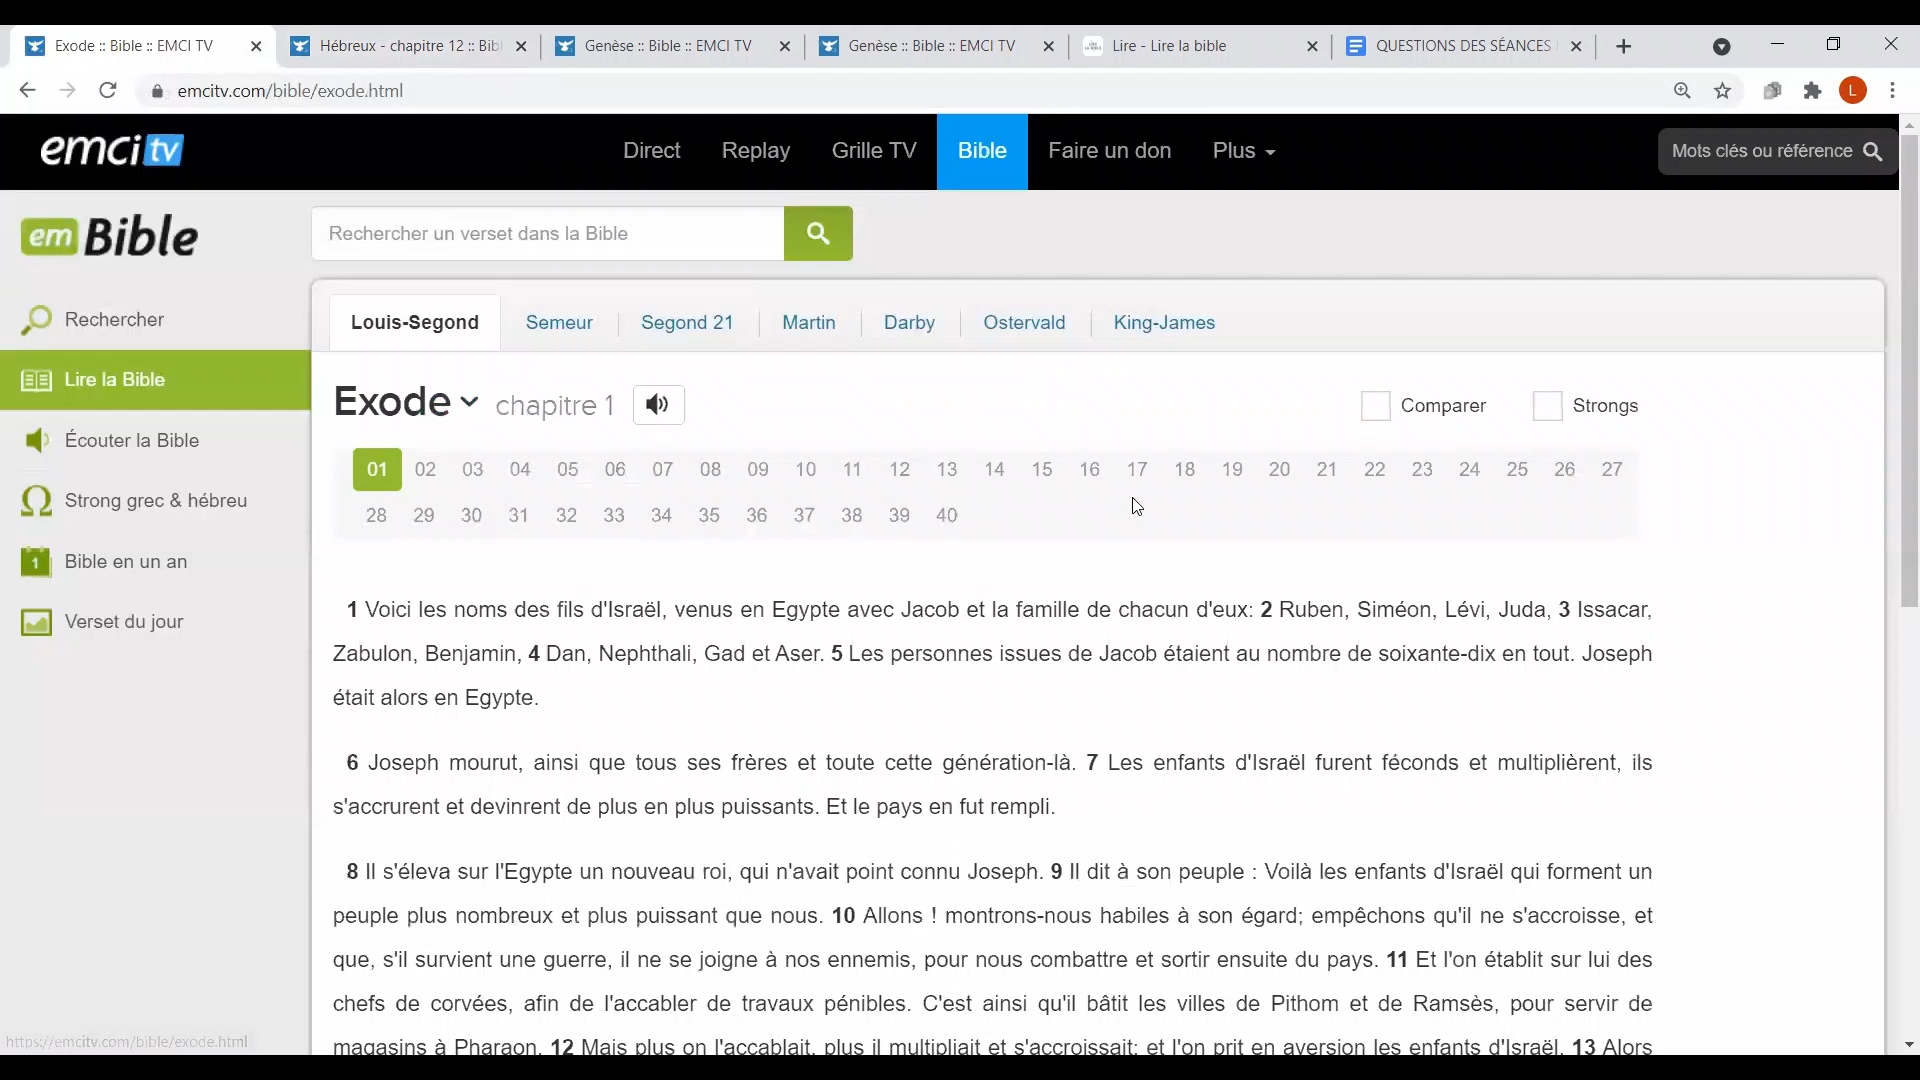 Exode :: Bible :: EMCI TV
Hébreux - chapitre 12 :: Bib
Genèse :: Bible :: EMCI TV
Genèse :: Bible :: EMCI TV
Lire - Lire la bible
QUESTIONS DES SÉANCES
emcitv.com/bible/exode.html
L
emci tv
Direct
Replay
Grille TV
Bible
Faire un don
Plus
Mots clés ou référence
em Bible
Rechercher un verset dans la Bible
Rechercher
Lire la Bible
Écouter la Bible
Strong grec & hébreu
1
Bible en un an
Verset du jour
Louis-Segond
Semeur
Segond 21
Martin
Darby
Ostervald
King-James
Exode chapitre 1
Comparer
Strongs
01 02 03 04 05 06 07 08 09 10 11 12 13 14 15 16 17 18 19 20 21 22 23 24 25 26 27
28 29 30 31 32 33 34 35 36 37 38 39 40
1 Voici les noms des fils d'Israël, venus en Egypte avec Jacob et la famille de chacun d'eux: 2 Ruben, Siméon, Lévi, Juda, 3 Issacar,
Zabulon, Benjamin, 4 Dan, Nephthali, Gad et Aser. 5 Les personnes issues de Jacob étaient au nombre de soixante-dix en tout. Joseph
était alors en Egypte.
6 Joseph mourut, ainsi que tous ses frères et toute cette génération-là. 7 Les enfants d'Israël furent féconds et multiplièrent, ils
s'accrurent et devinrent de plus en plus puissants. Et le pays en fut rempli.
8 Il s'éleva sur l'Egypte un nouveau roi, qui n'avait point connu Joseph. 9 Il dit à son peuple : Voilà les enfants d'Israël qui forment un
peuple plus nombreux et plus puissant que nous. 10 Allons ! montrons-nous habiles à son égard; empêchons qu'il ne s'accroisse, et
que, s'il survient une guerre, il ne se joigne à nos ennemis, pour nous combattre et sortir ensuite du pays. 11 Et l'on établit sur lui des
chefs de corvées, afin de l'accabler de travaux pénibles. C'est ainsi qu'il bâtit les villes de Pithom et de Ramsès, pour servir de
magasins à Pharaon. 12 Mais plus on l'accablait, plus il multipliait et s'accroissait; et l'on prit en aversion les enfants d'Israël. 13 Alors
https://emcitv.com/bible/exode.html